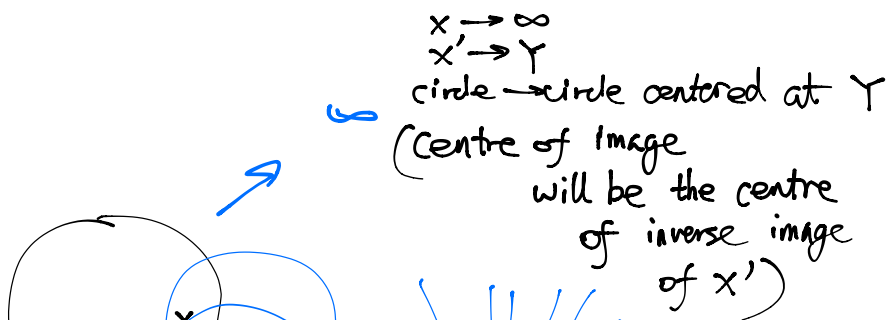 x → ∞
x' → Y
circle → circle centered at Y
∞
(centre of image
will be the centre
of inverse image
of x')
x